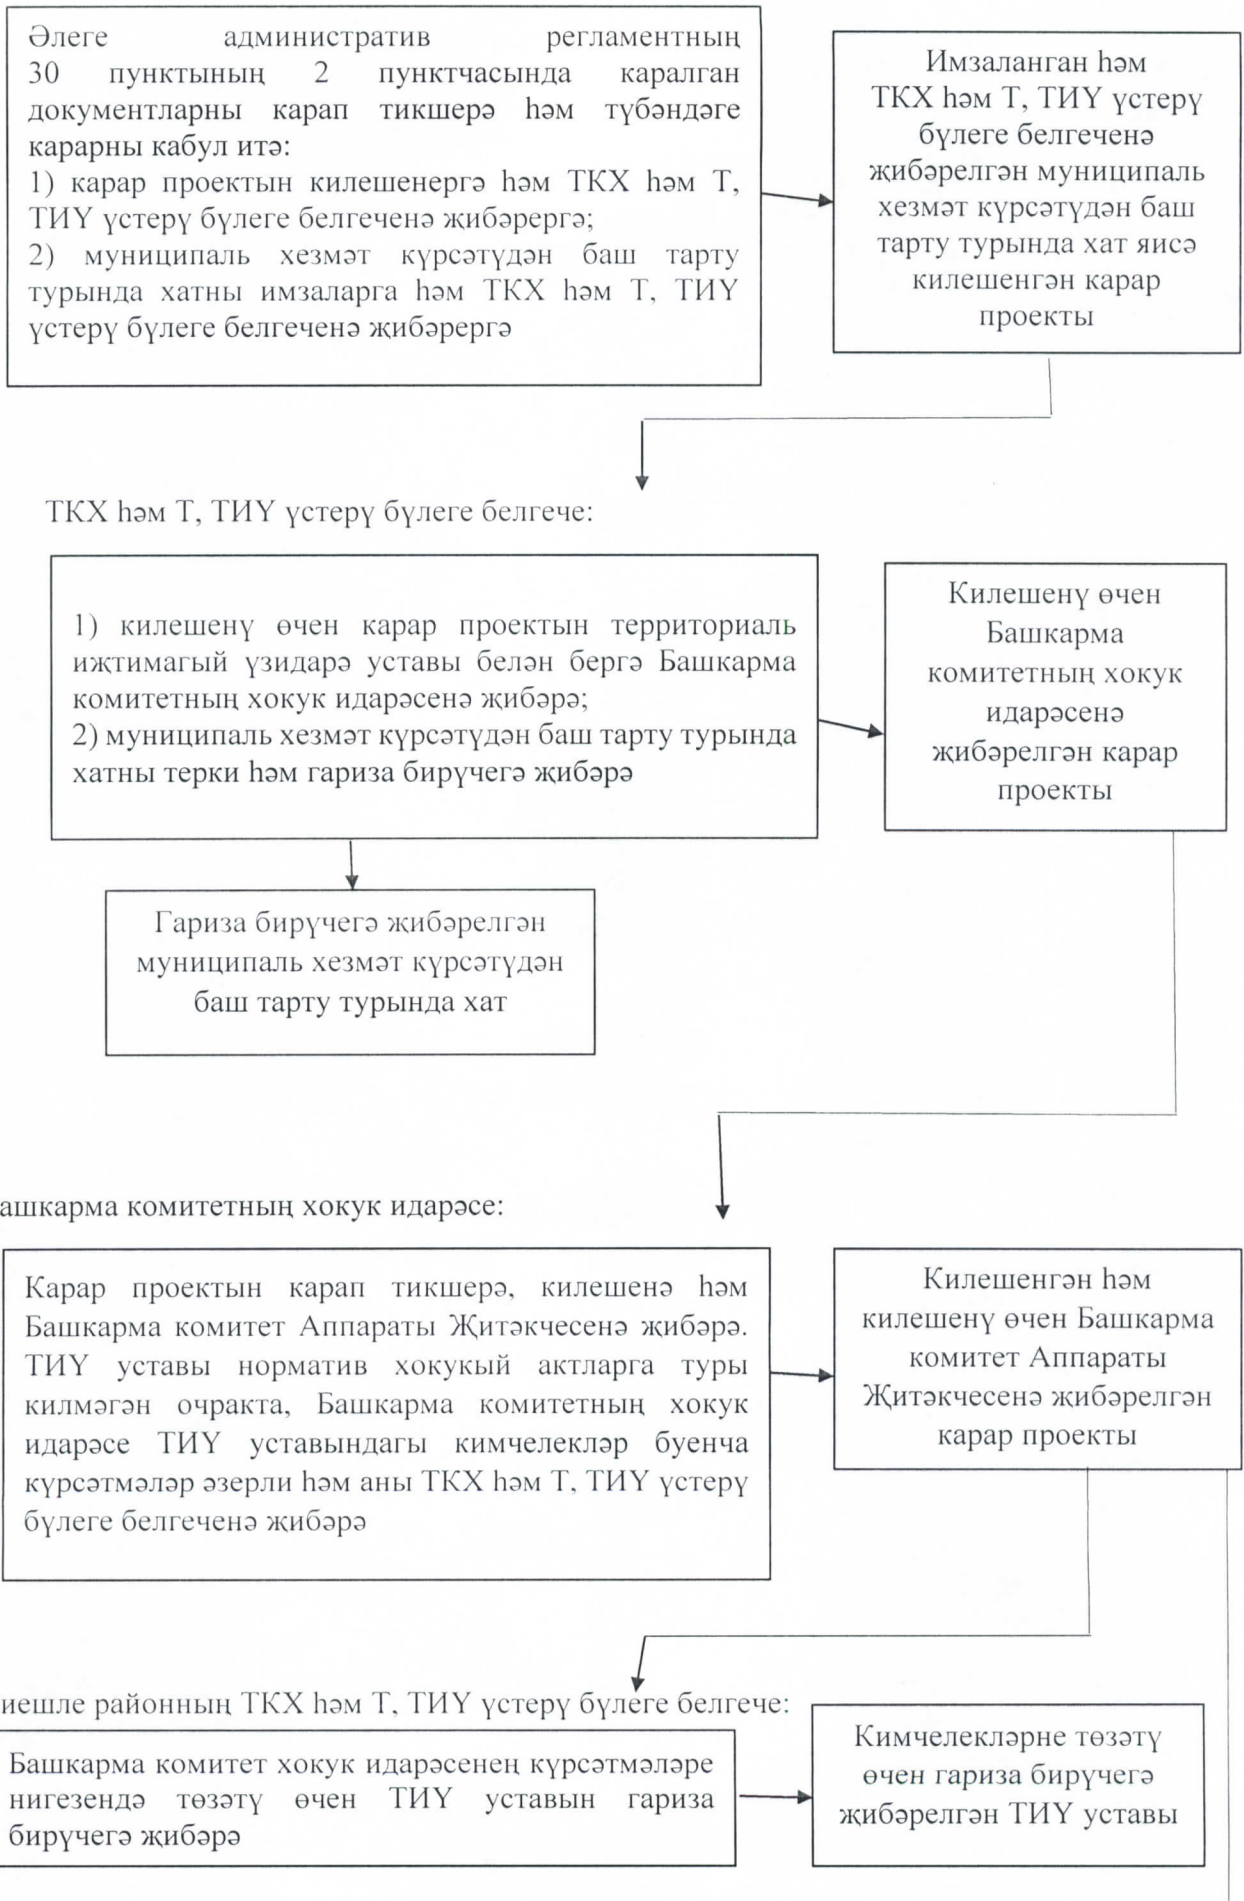 Әлеге административ регламентның
30 пунктының 2 пунктчасында каралган
документларны карап тикшерә һәм түбәндәге
карарны кабул итә:
1) карар проектын килешенергә һәм ТКХ һәм Т,
ТИҮ үстерү бүлеге белгеченә җибәрергә;
2) муниципаль хезмәт күрсәтүдән баш тарту
турында хатны имзаларга һәм ТКХ һәм Т, ТИҮ
үстерү бүлеге белгеченә җибәрергә
Имзаланган һәм
ТКХ һәм Т, ТИҮ үстерү
бүлеге белгеченә
җибәрелгән муниципаль
хезмәт күрсәтүдән баш
тарту турында хат яисә
килешенгән карар
проекты
ТКХ һәм Т, ТИҮ үстерү бүлеге белгече:
1) килешенү өчен карар проектын территориаль
иҗтимагый үзидарә уставы белән бергә Башкарма
комитетның хокук идарәсенә җибәрә;
2) муниципаль хезмәт күрсәтүдән баш тарту турында
хатны терки һәм гариза бирүчегә җибәрә
Килешенү өчен
Башкарма
комитетның хокук
идарәсенә
җибәрелгән карар
проекты
Гариза бирүчегә җибәрелгән
муниципаль хезмәт күрсәтүдән
баш тарту турында хат
ашкарма комитетның хокук идарәсе:
Карар проектын карап тикшерә, килешенә һәм
Башкарма комитет Аппараты Җитәкчесенә җибәрә.
ТИҮ уставы норматив хокукый актларга туры
килмәгән очракта, Башкарма комитетның хокук
идарәсе ТИҮ уставындагы кимчелекләр буенча
күрсәтмәләр әзерли һәм аны ТКХ һәм Т, ТИҮ үстерү
бүлеге белгеченә җибәрә
Килешенгән һәм
килешенү өчен Башкарма
комитет Аппараты
Җитәкчесенә җибәрелгән
карар проекты
иешле районның ТКХ һәм Т, ТИҮ үстерү бүлеге белгече:
Башкарма комитет хокук идарәсенең күрсәтмәләре
нигезендә төзәтү өчен ТИҮ уставын гариза
бирүчегә җибәрә
Кимчелекләрне төзәтү
өчен гариза бирүчегә
җибәрелгән ТИҮ уставы